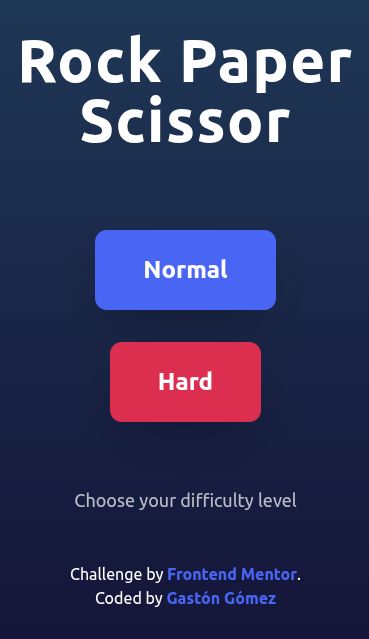 Rock Paper
Scissor
Normal
Hard
Choose your difficulty level
Challenge by Frontend Mentor.
Coded by Gastón Gómez